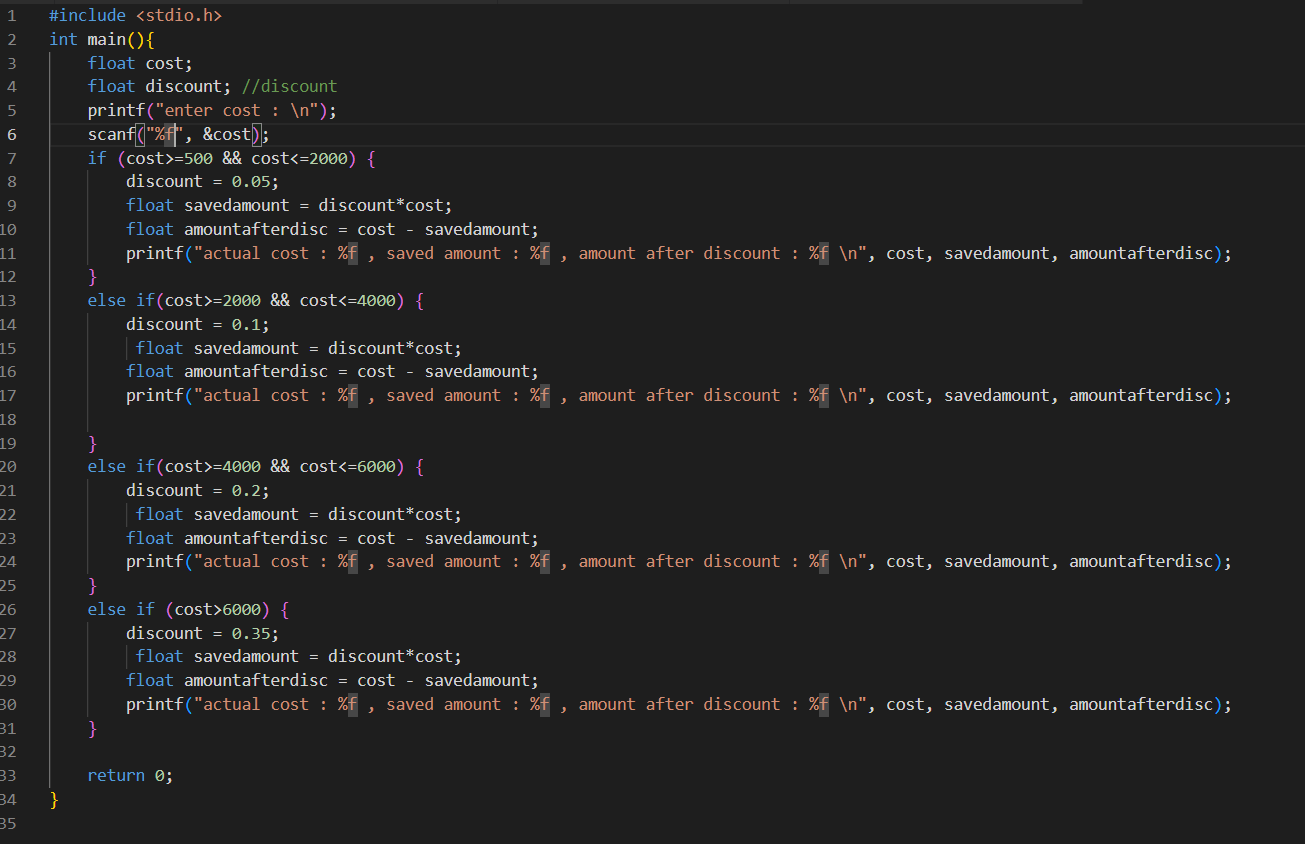 1 #include <stdio.h>
2 int main(){
3     float cost;
4     float discount; //discount
5     printf("enter cost : \n");
6     scanf("%f", &cost);
7     if (cost>=500 && cost<=2000) {
8         discount = 0.05;
9         float savedamount = discount*cost;
10         float amountafterdisc = cost - savedamount;
11         printf("actual cost : %f , saved amount : %f , amount after discount : %f \n", cost, savedamount, amountafterdisc);
12     }
13     else if(cost>=2000 && cost<=4000) {
14         discount = 0.1;
15          float savedamount = discount*cost;
16         float amountafterdisc = cost - savedamount;
17         printf("actual cost : %f , saved amount : %f , amount after discount : %f \n", cost, savedamount, amountafterdisc);
18
19     }
20     else if(cost>=4000 && cost<=6000) {
21         discount = 0.2;
22          float savedamount = discount*cost;
23         float amountafterdisc = cost - savedamount;
24         printf("actual cost : %f , saved amount : %f , amount after discount : %f \n", cost, savedamount, amountafterdisc);
25     }
26     else if (cost>6000) {
27         discount = 0.35;
28          float savedamount = discount*cost;
29         float amountafterdisc = cost - savedamount;
30         printf("actual cost : %f , saved amount : %f , amount after discount : %f \n", cost, savedamount, amountafterdisc);
31     }
32
33     return 0;
34 }
35